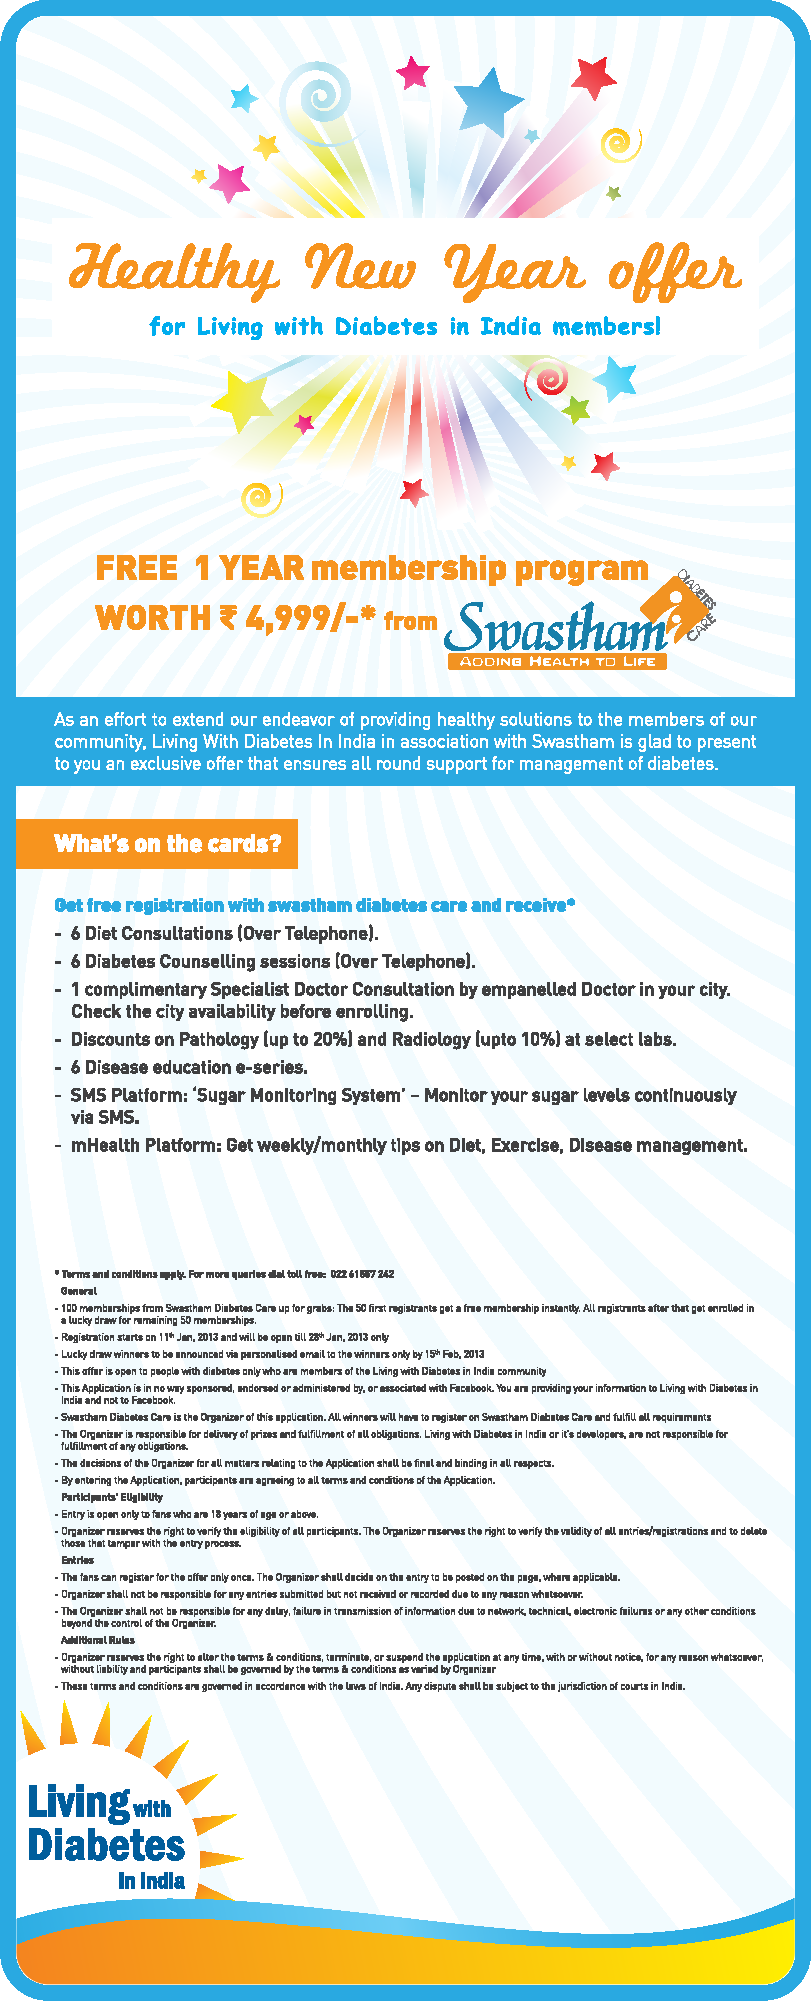 Healthy New Year offer
for Living with Diabetes in India members!
FREE 1 YEAR membership program
WORTH ₹ 4,999/-* from
Swastham
DIABETES CARE
ADDING HEALTH TO LIFE
As an effort to extend our endeavor of providing healthy solutions to the members of our
community, Living With Diabetes In India in association with Swastham is glad to present
to you an exclusive offer that ensures all round support for management of diabetes.
What's on the cards?
Get free registration with swastham diabetes care and receive*
- 6 Diet Consultations (Over Telephone).
- 6 Diabetes Counselling sessions (Over Telephone).
- 1 complimentary Specialist Doctor Consultation by empanelled Doctor in your city.
Check the city availability before enrolling.
- Discounts on Pathology (up to 20%) and Radiology (upto 10%) at select labs.
- 6 Disease education e-series.
- SMS Platform: ‘Sugar Monitoring System’ – Monitor your sugar levels continuously
via SMS.
- mHealth Platform: Get weekly/monthly tips on Diet, Exercise, Disease management.
* Terms and conditions apply. For more queries dial toll free: 022 61887 242
General
- 100 memberships from Swastham Diabetes Care up for grabs: The 50 first registrants get a free membership instantly. All registrants after that get enrolled in
a lucky draw for remaining 50 memberships.
- Registration starts on 11th Jan, 2013 and will be open till 28th Jan, 2013 only
- Lucky draw winners to be announced via personalised email to the winners only by 15th Feb, 2013
- This offer is open to people with diabetes only who are members of the Living with Diabetes in India community
- This Application is in no way sponsored, endorsed or administered by, or associated with Facebook. You are providing your information to Living with Diabetes in
India and not to Facebook.
- Swastham Diabetes Care is the Organizer of this application. All winners will have to register on Swastham Diabetes Care and fulfill all requirements
- The Organizer is responsible for delivery of prizes and fulfillment of all obligations. Living with Diabetes in India or it's developers, are not responsible for
fulfillment of any obligations.
- The decisions of the Organizer for all matters relating to the Application shall be final and binding in all respects.
- By entering the Application, participants are agreeing to all terms and conditions of the Application.
Participants' Eligibility
- Entry is open only to fans who are 18 years of age or above.
- Organizer reserves the right to verify the eligibility of all participants. The Organizer reserves the right to verify the validity of all entries/registrations and to delete
those that tamper with the entry process.
Entries
- The fans can register for the offer only once. The Organizer shall decide on the entry to be posted on the page, where applicable.
- Organizer shall not be responsible for any entries submitted but not received or recorded due to any reason whatsoever.
- The Organizer shall not be responsible for any delay, failure in transmission of information due to network, technical, electronic failures or any other conditions
beyond the control of the Organizer.
Additional Rules
- Organizer reserves the right to alter the terms & conditions, terminate, or suspend the application at any time, with or without notice, for any reason whatsoever,
without liability and participants shall be governed by the terms & conditions as varied by Organizer
- These terms and conditions are governed in accordance with the laws of India. Any dispute shall be subject to the jurisdiction of courts in India.
Living with
Diabetes
In India